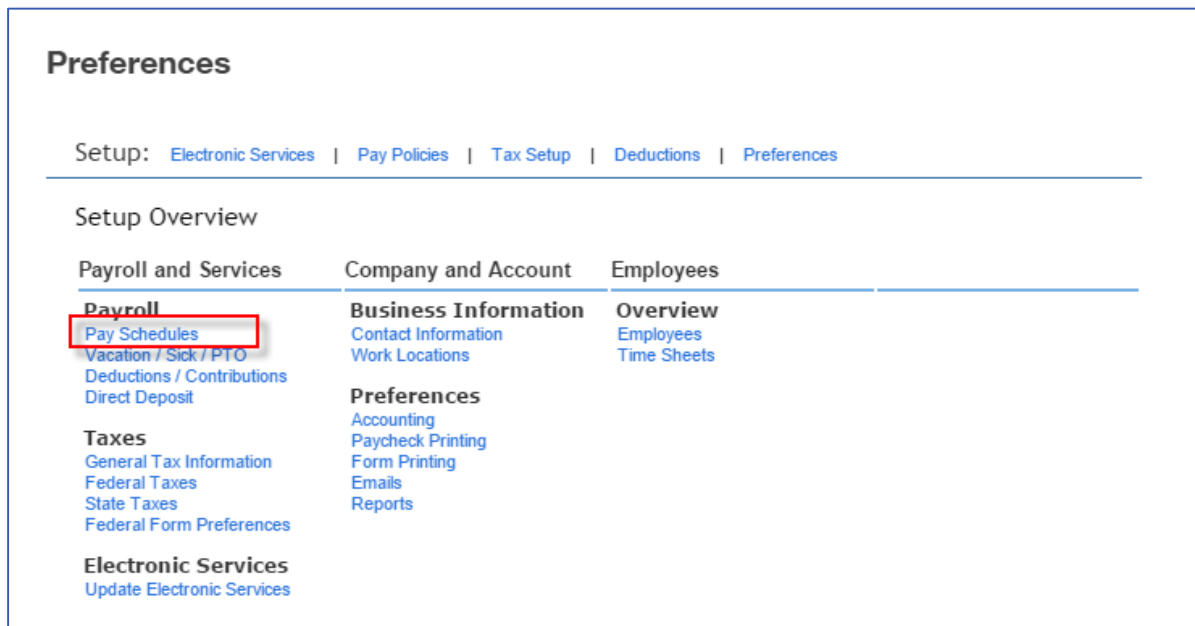 Preferences
Setup: Electronic Services | Pay Policies | Tax Setup | Deductions | Preferences
Setup Overview
Payroll and Services
Payroll
Pay Schedules
Vacation / Sick / PTO
Deductions / Contributions
Direct Deposit
Taxes
General Tax Information
Federal Taxes
State Taxes
Federal Form Preferences
Electronic Services
Update Electronic Services
Company and Account
Business Information
Contact Information
Work Locations
Preferences
Accounting
Paycheck Printing
Form Printing
Emails
Reports
Employees
Overview
Employees
Time Sheets